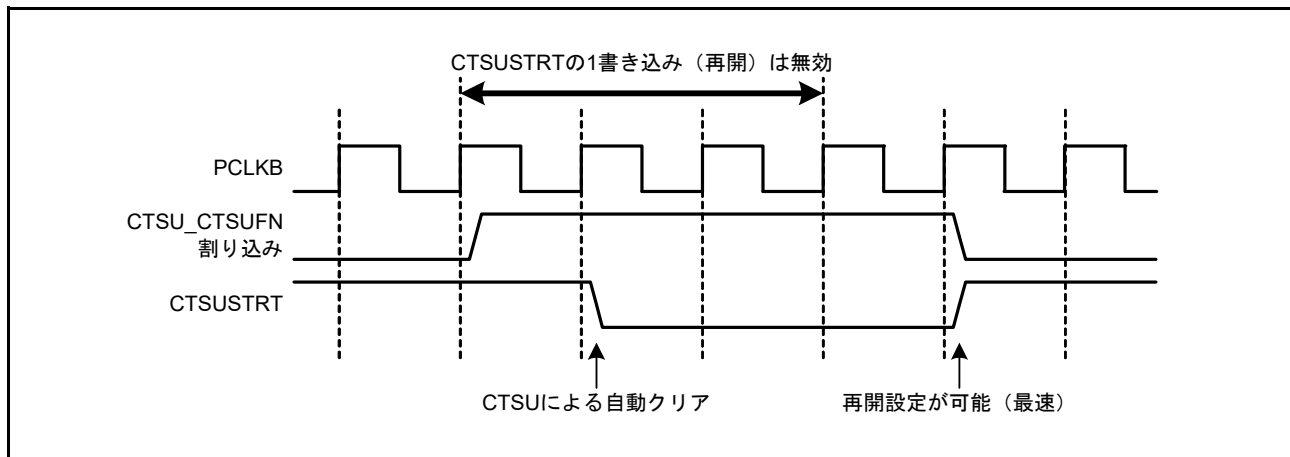 CTSUSTRTの1書き込み（再開）は無効
PCLKB
CTSU_CTSUFN
割り込み
CTSUSTRT
CTSUによる自動クリア
再開設定が可能（最速）